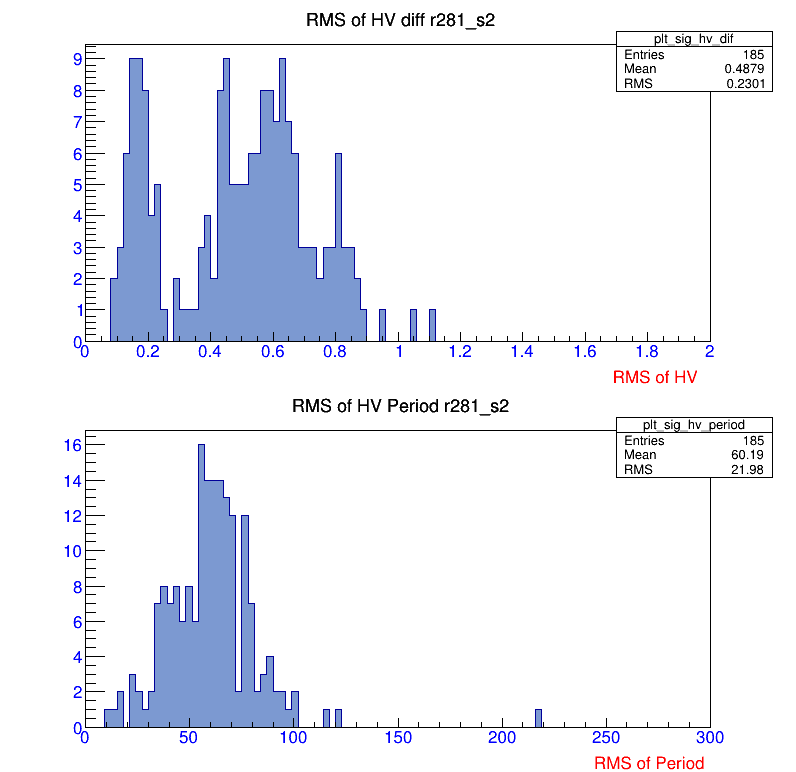 RMS of HV diff r281_s2
plt_sig_hv_dif
Entries 185
Mean 0.4879
RMS 0.2301
9
8
7
6
5
4
3
2
1
0
0 0.2 0.4 0.6 0.8 1 1.2 1.4 1.6 1.8 2
RMS of HV
RMS of HV Period r281_s2
plt_sig_hv_period
Entries 185
Mean 60.19
RMS 21.98
16
14
12
10
8
6
4
2
0
0 50 100 150 200 250 300
RMS of Period